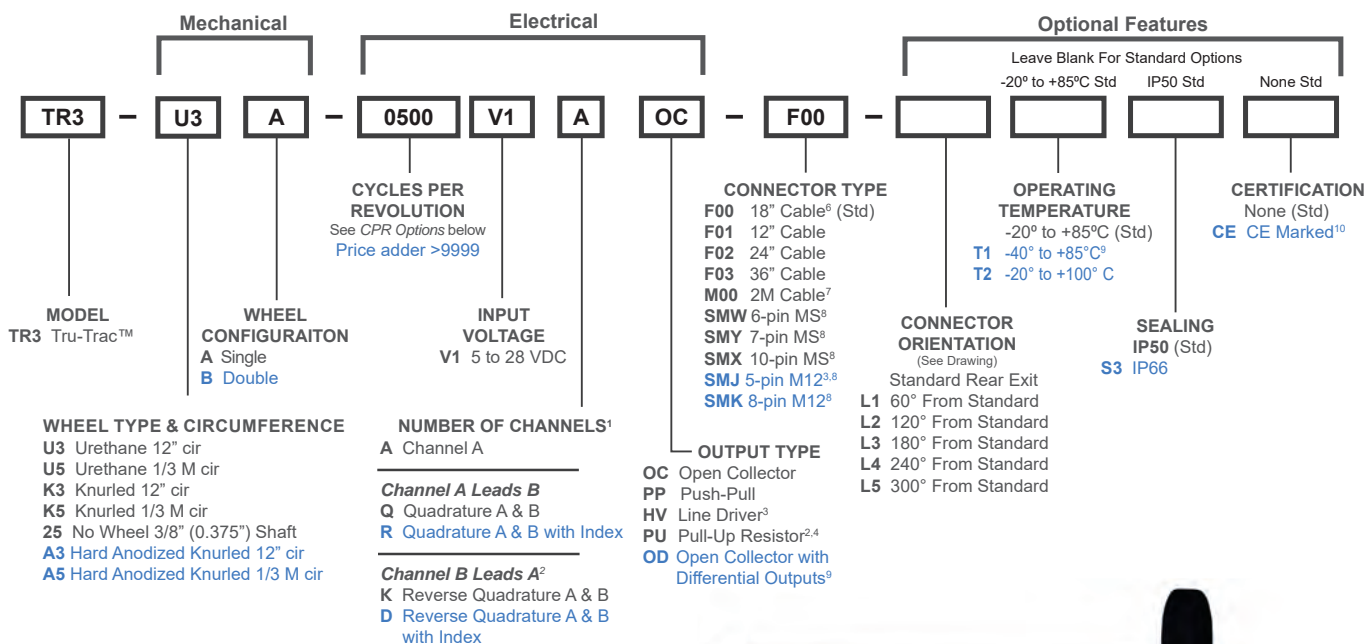 Mechanical
Electrical
Optional Features
Leave Blank For Standard Options
-20º to +85ºC Std
IP50 Std
None Std
TR3 – U3 A – 0500 V1 A OC – F00 –
MODEL
TR3 Tru-Trac™
WHEEL TYPE & CIRCUMFERENCE
U3 Urethane 12” cir
U5 Urethane 1/3 M cir
K3 Knurled 12” cir
K5 Knurled 1/3 M cir
25 No Wheel 3/8” (0.375”) Shaft
A3 Hard Anodized Knurled 12” cir
A5 Hard Anodized Knurled 1/3 M cir
WHEEL
CONFIGURAITON
A Single
B Double
CYCLES PER
REVOLUTION
See CPR Options below
Price adder >9999
INPUT
VOLTAGE
V1 5 to 28 VDC
NUMBER OF CHANNELS¹
A Channel A
Channel A Leads B
Q Quadrature A & B
R Quadrature A & B with Index
Channel B Leads A²
K Reverse Quadrature A & B
D Reverse Quadrature A & B
with Index
OUTPUT TYPE
OC Open Collector
PP Push-Pull
HV Line Driver³
PU Pull-Up Resistor²,⁴
OD Open Collector with
Differential Outputs⁹
CONNECTOR TYPE
F00 18” Cable⁶ (Std)
F01 12” Cable
F02 24” Cable
F03 36” Cable
M00 2M Cable⁷
SMW 6-pin MS⁸
SMY 7-pin MS⁸
SMX 10-pin MS⁸
SMJ 5-pin M12³,⁸
SMK 8-pin M12⁸
CONNECTOR
ORIENTATION
(See Drawing)
Standard Rear Exit
L1 60° From Standard
L2 120° From Standard
L3 180° From Standard
L4 240° From Standard
L5 300° From Standard
OPERATING
TEMPERATURE
-20º to +85ºC (Std)
T1 -40° to +85°C⁹
T2 -20° to +100° C
SEALING
IP50 (Std)
S3 IP66
CERTIFICATION
None (Std)
CE CE Marked¹⁰